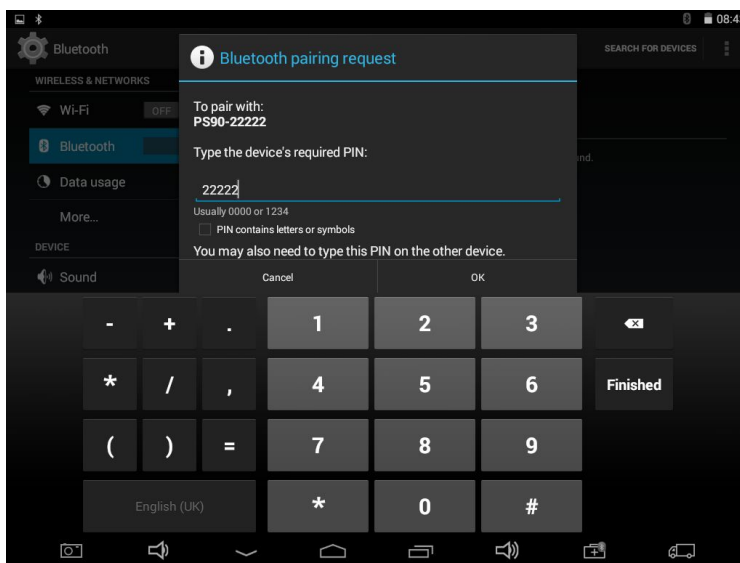 08:4
Bluetooth
SEARCH FOR DEVICES
Bluetooth pairing request
WIRELESS & NETWORKS
Wi-Fi OFF
Bluetooth
Data usage
More...
DEVICE
Sound
To pair with:
PS90-22222
Type the device's required PIN:
22222
Usually 0000 or 1234
PIN contains letters or symbols
You may also need to type this PIN on the other device.
Cancel OK
- + . 1 2 3
* / , 4 5 6 Finished
( ) = 7 8 9
English (UK) * 0 #